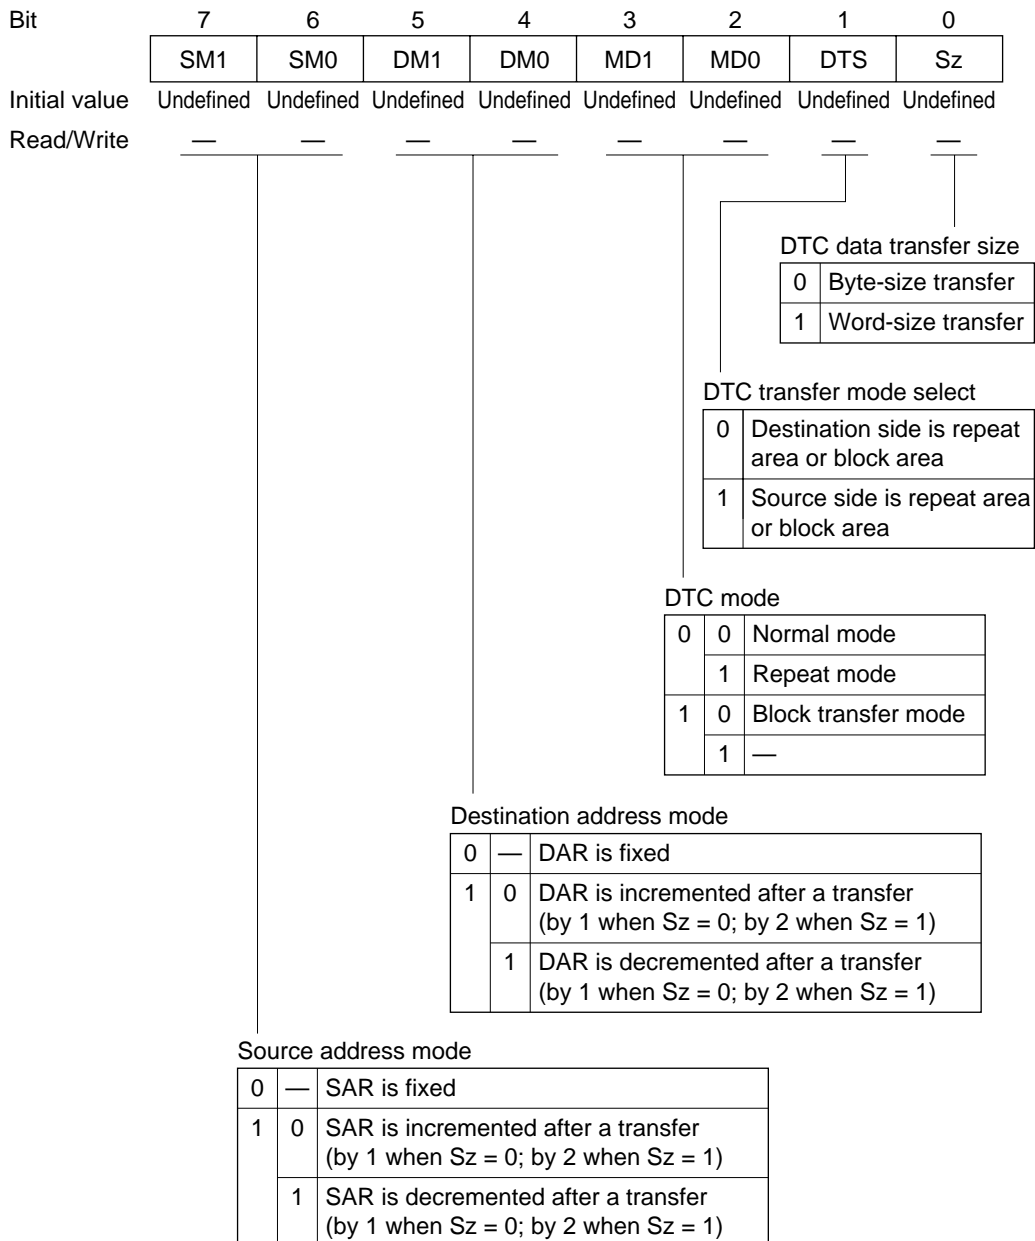 Bit 7 6 5 4 3 2 1 0
SM1 SM0 DM1 DM0 MD1 MD0 DTS Sz
Initial value Undefined Undefined Undefined Undefined Undefined Undefined Undefined Undefined
Read/Write — — — — — — — —
DTC data transfer size
0 Byte-size transfer
1 Word-size transfer
DTC transfer mode select
0 Destination side is repeat
area or block area
1 Source side is repeat area
or block area
DTC mode
0 0 Normal mode
1 Repeat mode
1 0 Block transfer mode
1 —
Destination address mode
0 — DAR is fixed
1 0 DAR is incremented after a transfer
(by 1 when Sz = 0; by 2 when Sz = 1)
1 DAR is decremented after a transfer
(by 1 when Sz = 0; by 2 when Sz = 1)
Source address mode
0 — SAR is fixed
1 0 SAR is incremented after a transfer
(by 1 when Sz = 0; by 2 when Sz = 1)
1 SAR is decremented after a transfer
(by 1 when Sz = 0; by 2 when Sz = 1)